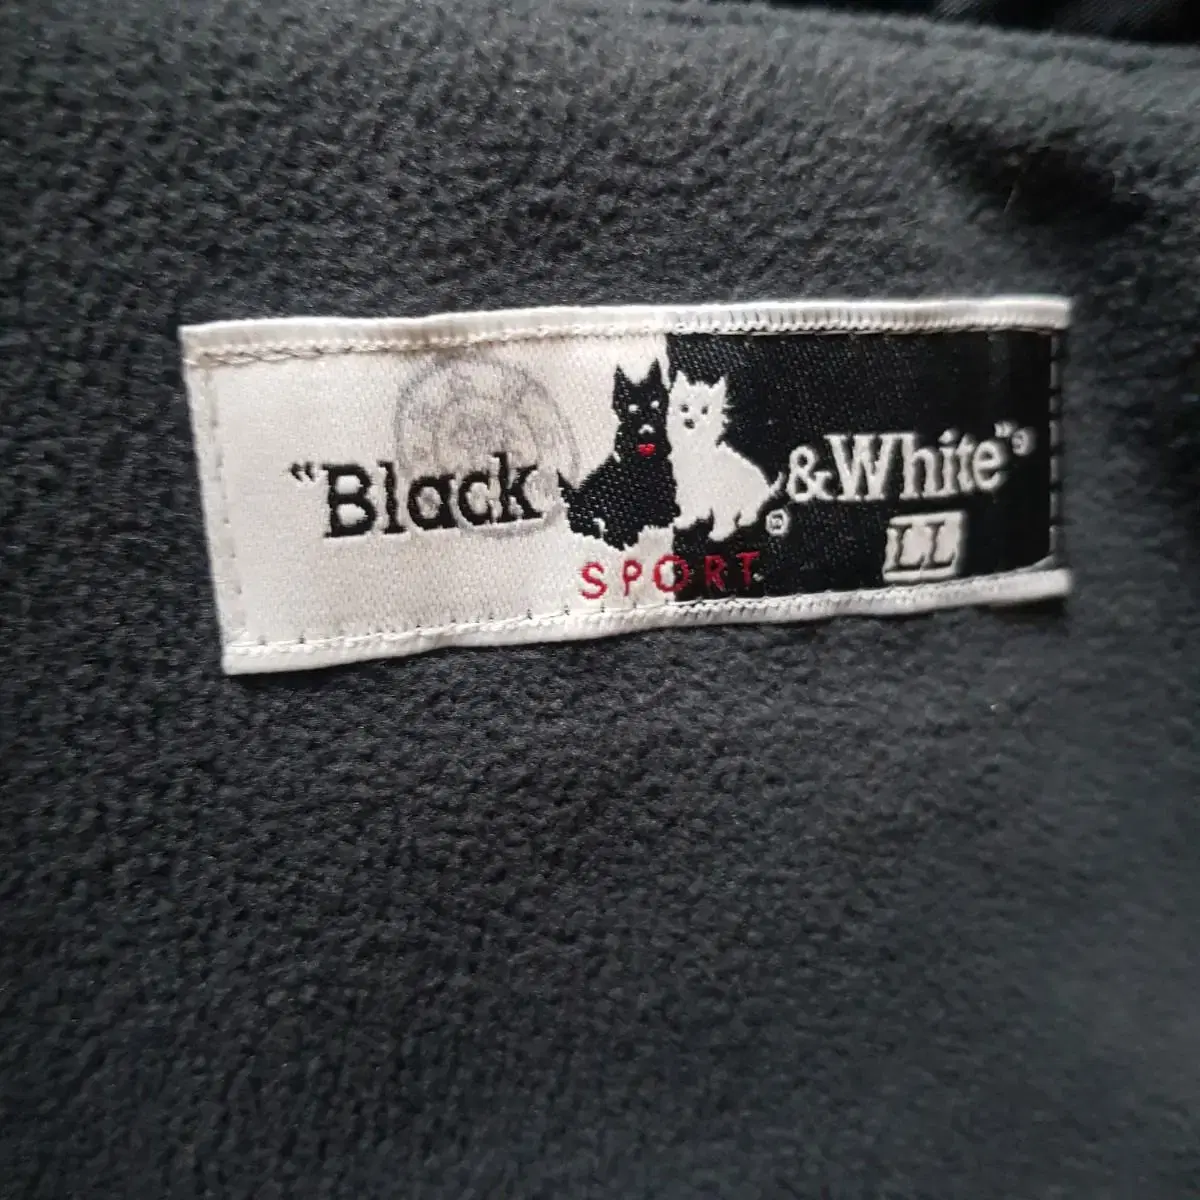 "Black & White"®
®
SPORT
LL